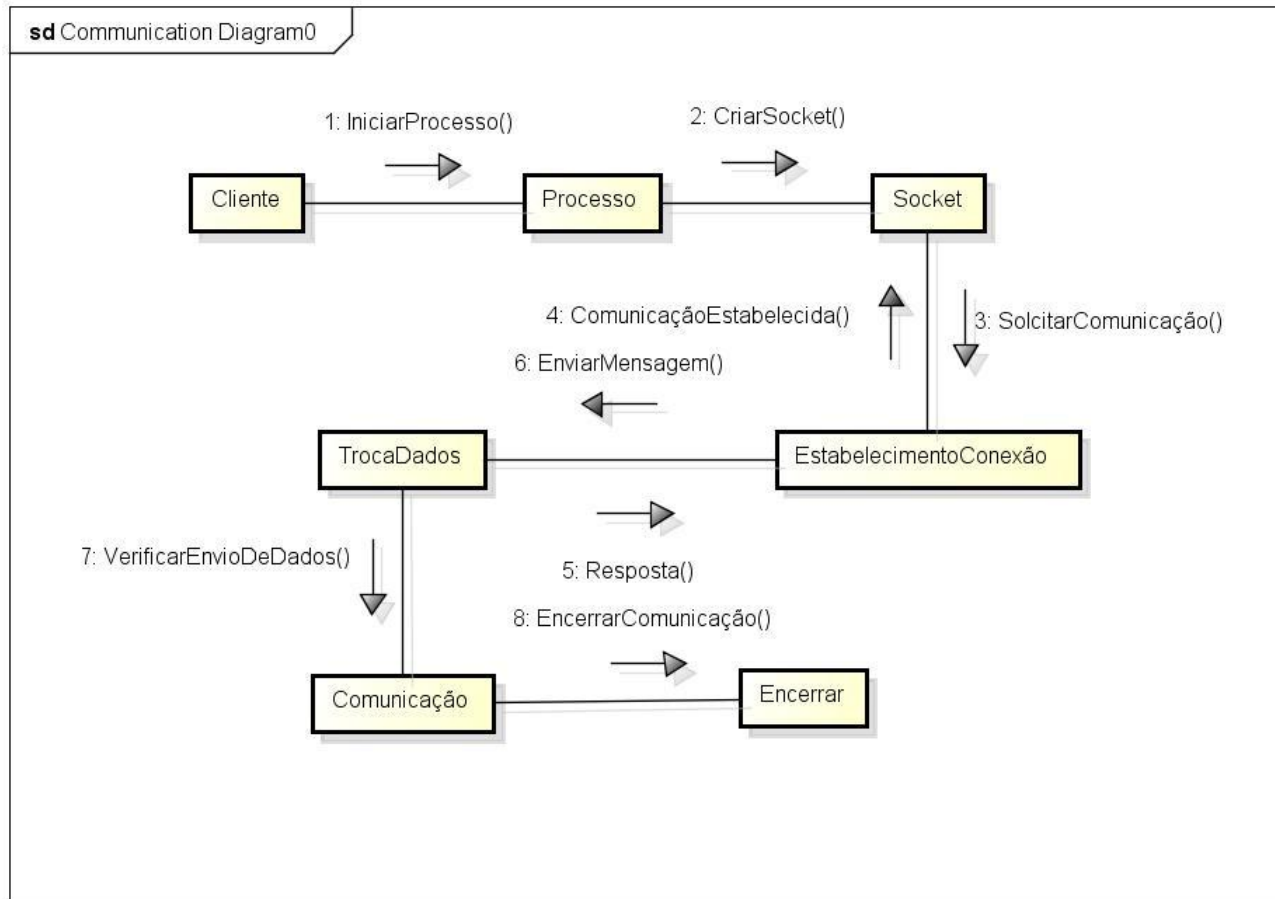 sd Communication Diagram0
1: IniciarProcesso()
2: CriarSocket()
Cliente
Processo
Socket
4: ComunicaçãoEstabelecida()
3: SolcitarComunicação()
6: EnviarMensagem()
TrocaDados
EstabelecimentoConexão
7: VerificarEnvioDeDados()
5: Resposta()
8: EncerrarComunicação()
Comunicação
Encerrar